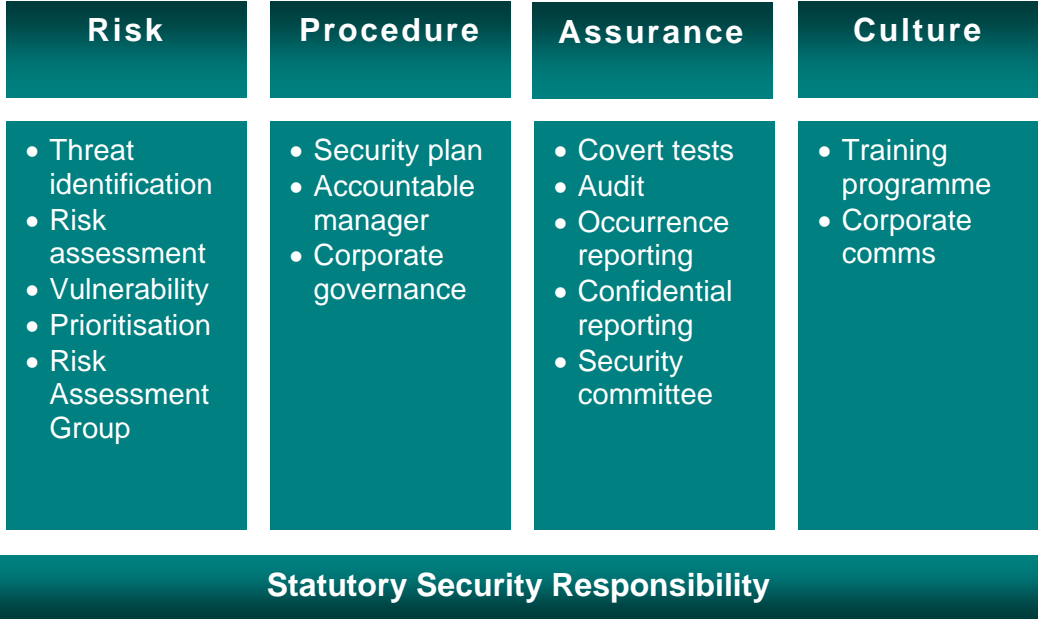 Risk
Procedure
Assurance
Culture
• Threat
identification
• Risk
assessment
• Vulnerability
• Prioritisation
• Risk
Assessment
Group
• Security plan
• Accountable
manager
• Corporate
governance
• Covert tests
• Audit
• Occurrence
reporting
• Confidential
reporting
• Security
committee
• Training
programme
• Corporate
comms
Statutory Security Responsibility